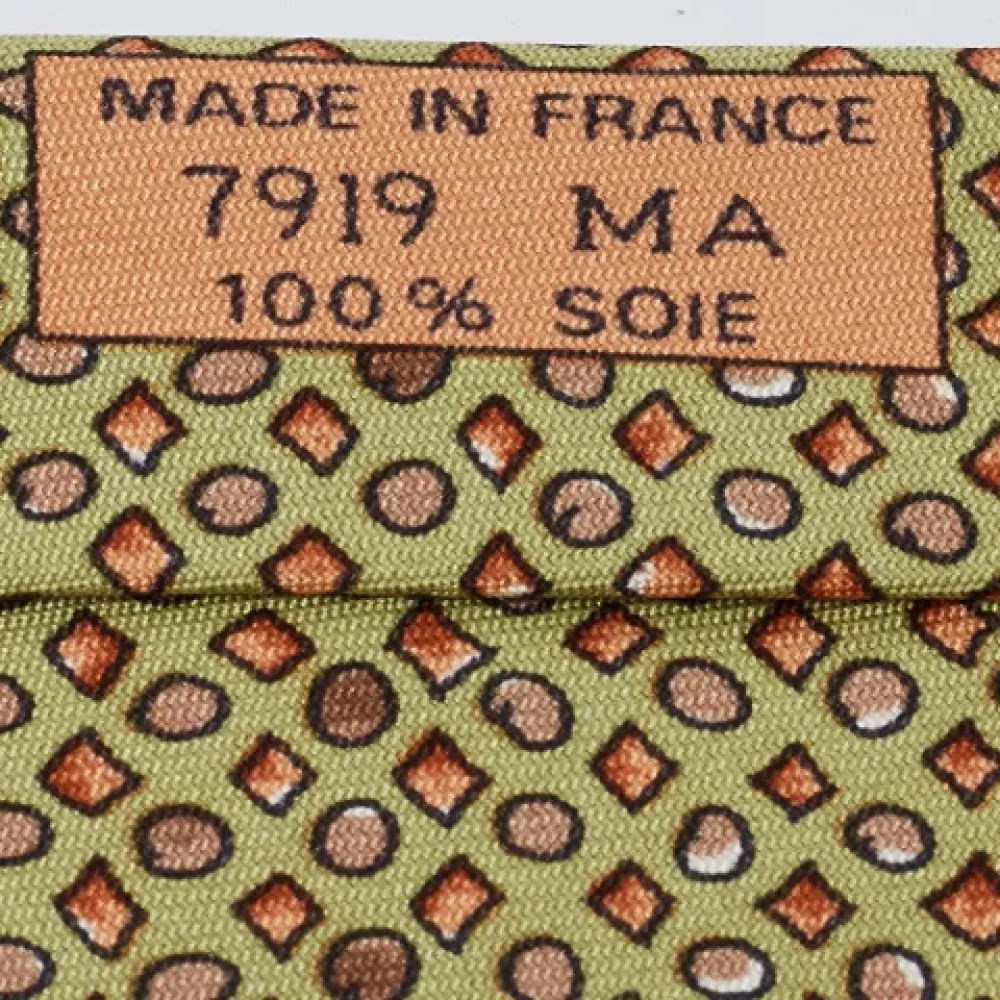 MADE IN FRANCE
7919 MA
100% SOIE